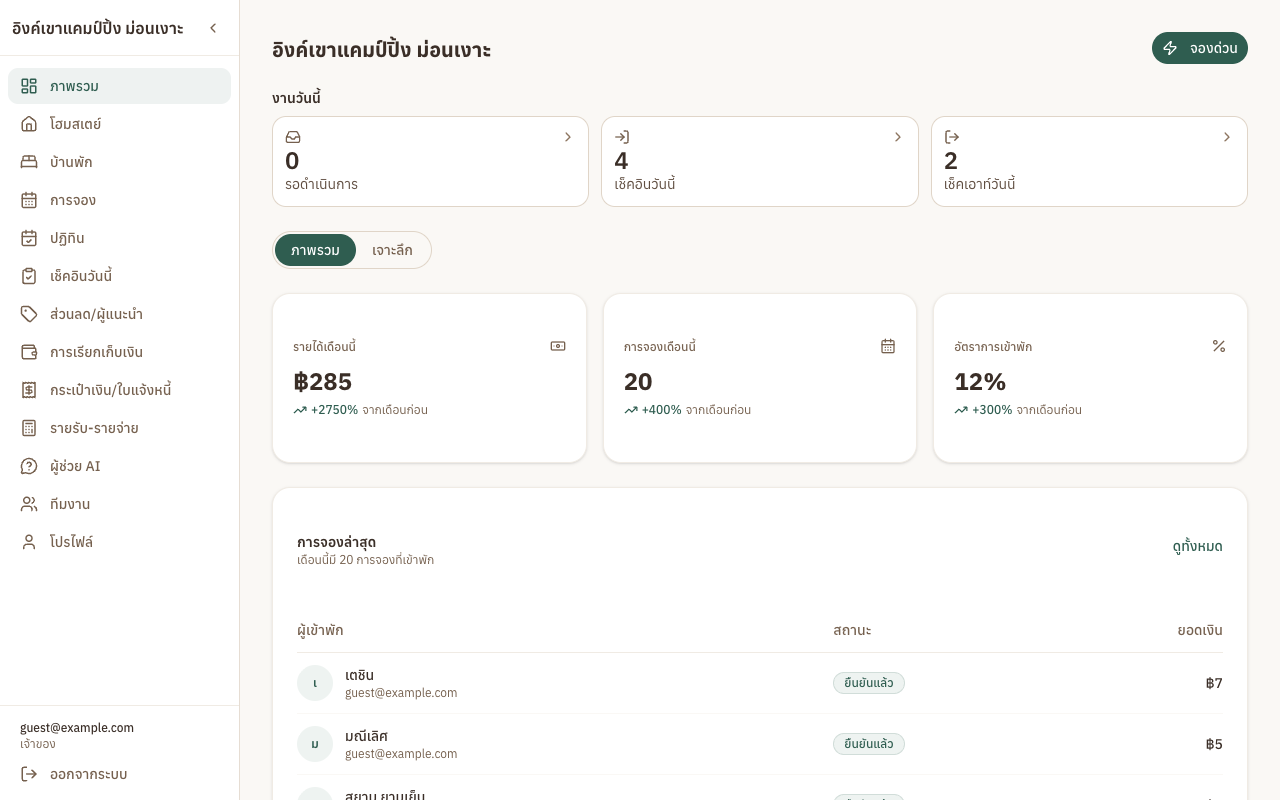 อิงค์เขาแคมป์ปิ้ง ม่อนเงาะ
ภาพรวม
โฮมสเตย์
บ้านพัก
การจอง
ปฏิทิน
เช็คอินวันนี้
ส่วนลด/ผู้แนะนำ
การเรียกเก็บเงิน
กระเป๋าเงิน/ใบแจ้งหนี้
รายรับ-รายจ่าย
ผู้ช่วย AI
ทีมงาน
โปรไฟล์
guest@example.com
เจ้าของ
ออกจากระบบ
อิงค์เขาแคมป์ปิ้ง ม่อนเงาะ
จองด่วน
งานวันนี้
0
รอดำเนินการ
4
เช็คอินวันนี้
2
เช็คเอาท์วันนี้
ภาพรวม
เจาะลึก
รายได้เดือนนี้
฿285
+2750% จากเดือนก่อน
การจองเดือนนี้
20
+400% จากเดือนก่อน
อัตราการเข้าพัก
12%
+300% จากเดือนก่อน
การจองล่าสุด
เดือนนี้มี 20 การจองที่เข้าพัก
ดูทั้งหมด
ผู้เข้าพัก
สถานะ
ยอดเงิน
เ
เตชิน
guest@example.com
ยืนยันแล้ว
฿7
ม
มณีเลิศ
guest@example.com
ยืนยันแล้ว
฿5